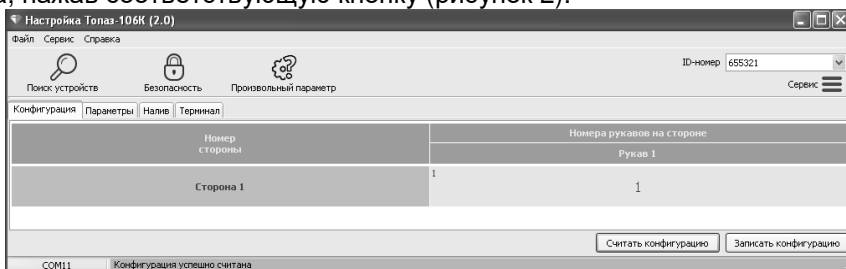 нажав соответствующую кнопку (рисунок 2).
Настройка Топаз-106К (2.0)
Файл Сервис Справка
Поиск устройств Безопасность Произвольный параметр
ID-номер 655321
Сервис
Конфигурация Параметры Налив Терминал
Номер стороны
Номера рукавов на стороне
Рукав 1
Сторона 1
1
1
Считать конфигурацию Записать конфигурацию
COM11 Конфигурация успешно считана